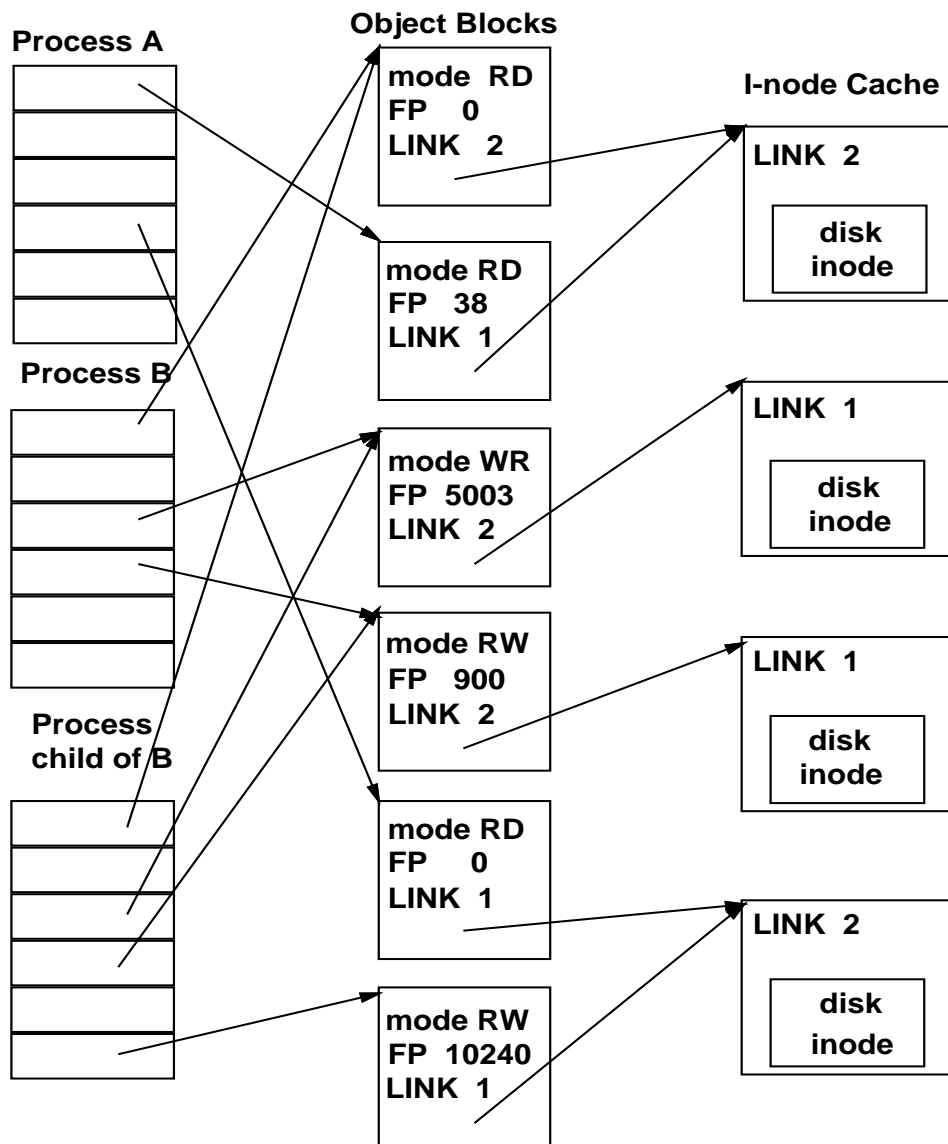 Process A
Object Blocks
I-node Cache
mode RD
FP 0
LINK 2
mode RD
FP 38
LINK 1
Process B
mode WR
FP 5003
LINK 2
mode RW
FP 900
LINK 2
Process
child of B
mode RD
FP 0
LINK 1
mode RW
FP 10240
LINK 1
LINK 2
disk
inode
LINK 1
disk
inode
LINK 1
disk
inode
LINK 2
disk
inode